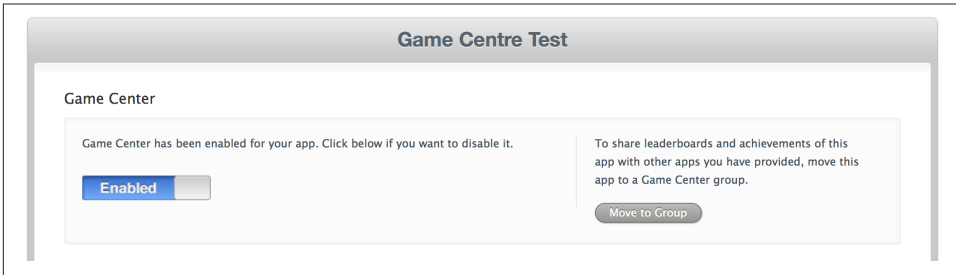 Game Centre Test
Game Center
Game Center has been enabled for your app. Click below if you want to disable it.
Enabled
To share leaderboards and achievements of this
app with other apps you have provided, move this
app to a Game Center group.
Move to Group